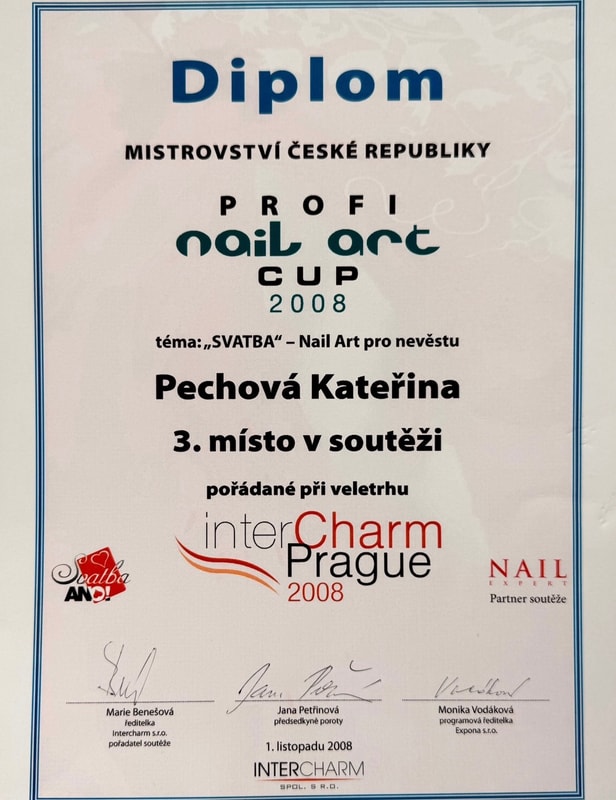 Diplom
MISTROVSTVÍ ČESKÉ REPUBLIKY
PROFI
nail art
CUP
2008
téma: „SVATBA“ – Nail Art pro nevěstu
Pechová Kateřina
3. místo v soutěži
pořádané při veletrhu
interCharm
Prague
2008
Svatba
ANO!
NAIL
EXPERT
Partner soutěže
Marie Benešová
ředitelka
Intercharm s.r.o.
pořadatel soutěže
Jana Petřinová
předsedkyně poroty
Monika Vodáková
programová ředitelka
Expona s.r.o.
1. listopadu 2008
INTERCHARM
SPOL. S R.O.